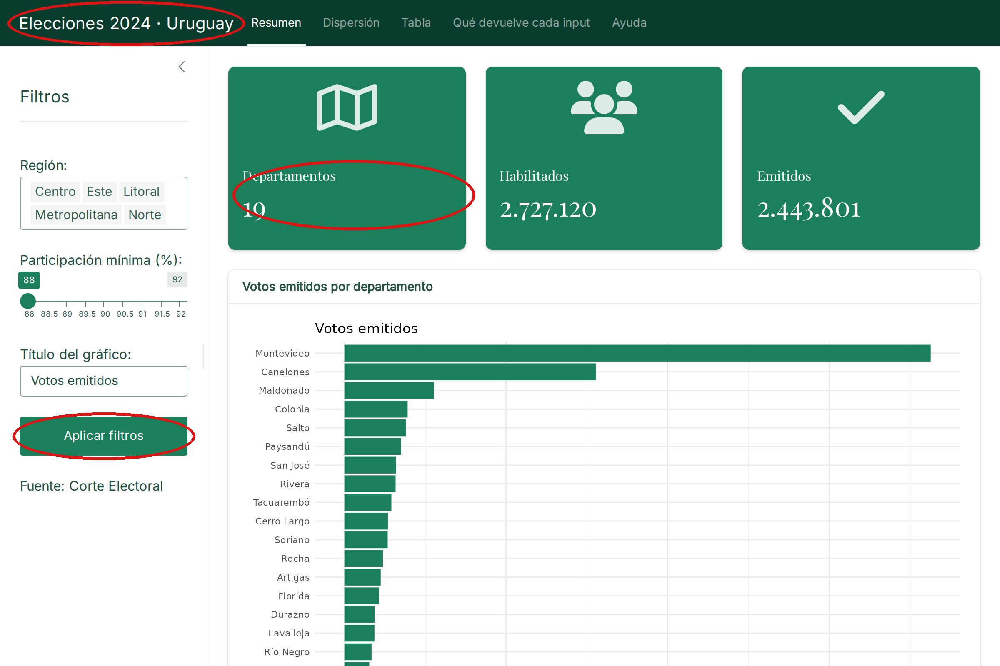 Elecciones 2024 · Uruguay Resumen Dispersión Tabla Qué devuelve cada input Ayuda
Filtros
Región:
Centro Este Litoral
Metropolitana Norte
Participación mínima (%):
88 92
88 88.5 89 89.5 90 90.5 91 91.5 92
Título del gráfico:
Votos emitidos
Aplicar filtros
Fuente: Corte Electoral
Departamentos
19
Habilitados
2.727.120
Emitidos
2.443.801
Votos emitidos por departamento
Votos emitidos
Montevideo
Canelones
Maldonado
Colonia
Salto
Paysandú
San José
Rivera
Tacuarembó
Cerro Largo
Soriano
Rocha
Artigas
Florida
Durazno
Lavalleja
Río Negro